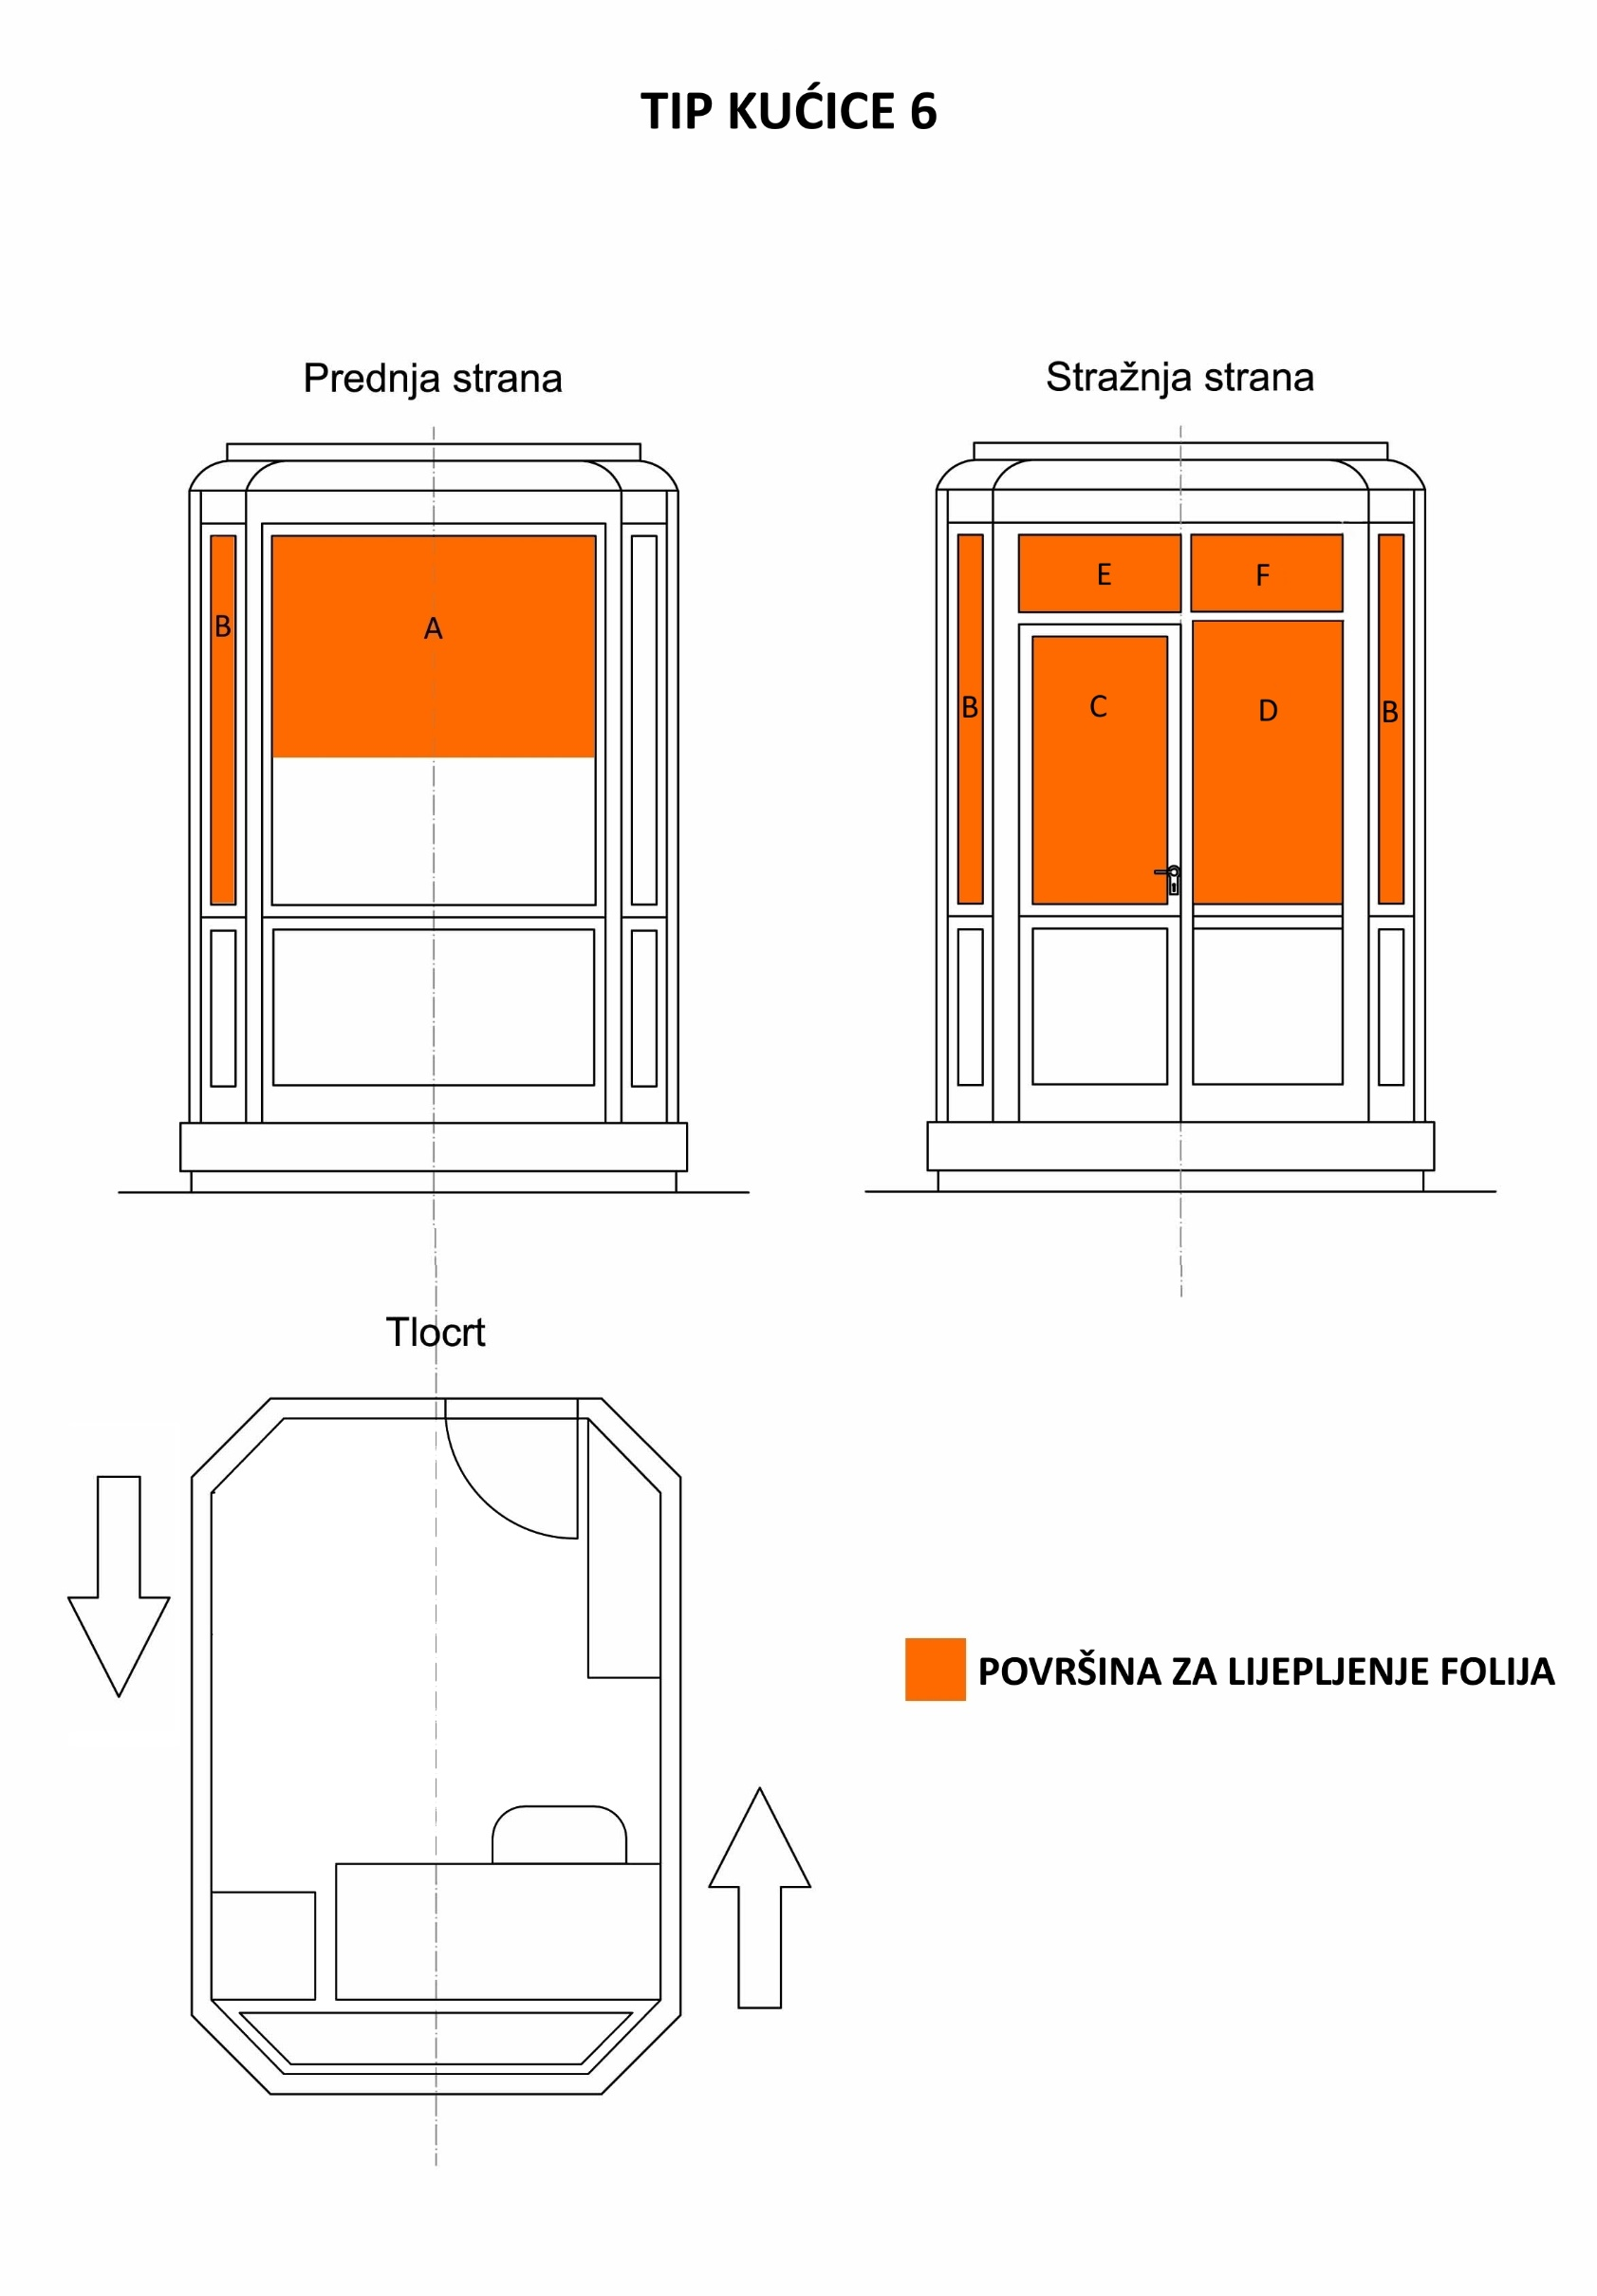 TIP KUĆICE 6
Prednja strana
Stražnja strana
B
A
E
F
B
C
D
B
Tlocrt
POVRŠINA ZA LIJEPLJENJE FOLIJA